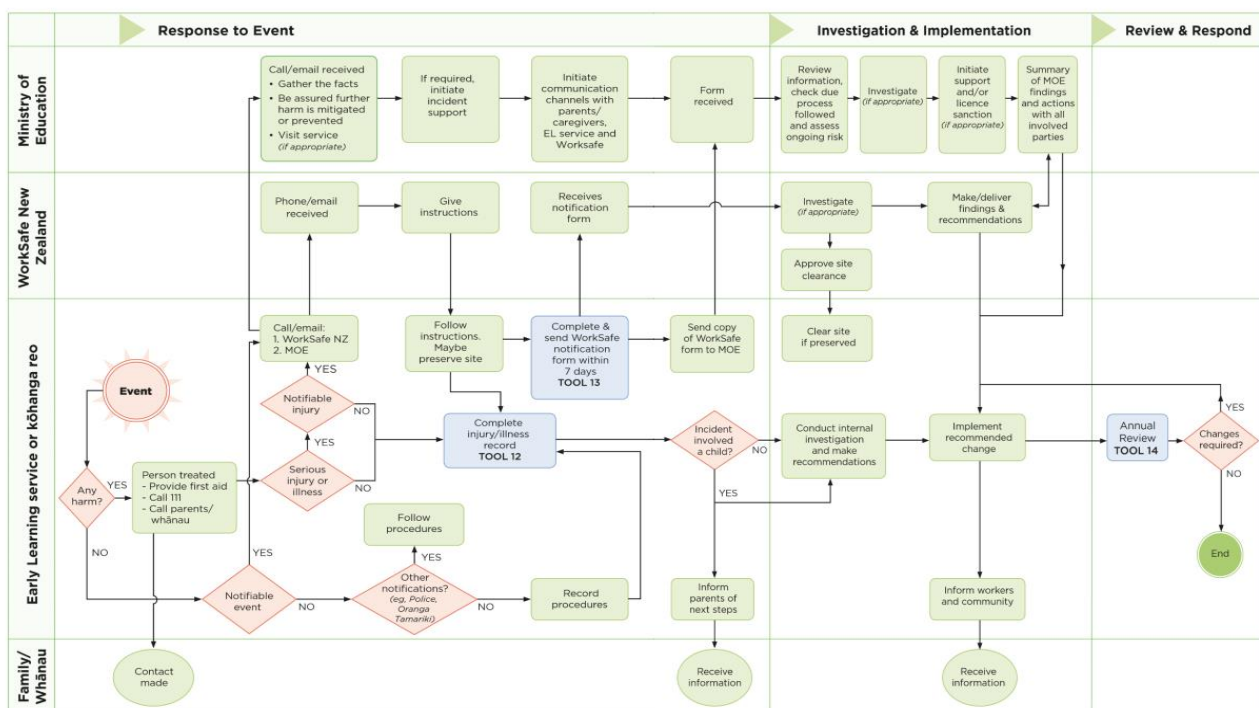 Response to Event
Investigation & Implementation
Review & Respond
Ministry of
Education
Call/email received
• Gather the facts
• Be assured further
harm is mitigated
or prevented
• Visit service
(if appropriate)
If required,
initiate
incident
support
Initiate
communication
channels with
parents/
caregivers,
EL service and
Worksafe
Form
received
Review
information,
check due
process
followed
and assess
ongoing risk
Investigate
(if appropriate)
Initiate
support
and/or
licence
sanction
(if appropriate)
Summary
of MOE
findings
and actions
with all
involved
parties
WorkSafe New
Zealand
Phone/email
received
Give
instructions
Receives
notification
form
Investigate
(if appropriate)
Make/deliver
findings &
recommendations
Approve site
clearance
Early Learning service or kōhanga reo
Call/email:
1. WorkSafe NZ
2. MOE
Follow
instructions.
Maybe
preserve site
Complete &
send WorkSafe
notification
form within
7 days
TOOL 13
Send copy
of WorkSafe
form to MOE
Clear site
if preserved
Event
YES
Notifiable
injury
NO
YES
Serious
injury or
illness
NO
Complete
injury/illness
record
TOOL 12
Incident
involved
a child?
NO
YES
Conduct internal
investigation
and make
recommendations
Implement
recommended
change
Annual
Review
TOOL 14
YES
Changes
required?
NO
End
Any
harm?
YES
NO
Person treated
- Provide first aid
- Call 111
- Call parents/
whānau
Follow
procedures
YES
YES
Notifiable
event
NO
Other
notifications?
(eg, Police,
Oranga
Tamariki)
NO
Record
procedures
Inform
parents of
next steps
Inform workers
and community
Family/
Whānau
Contact
made
Receive
information
Receive
information